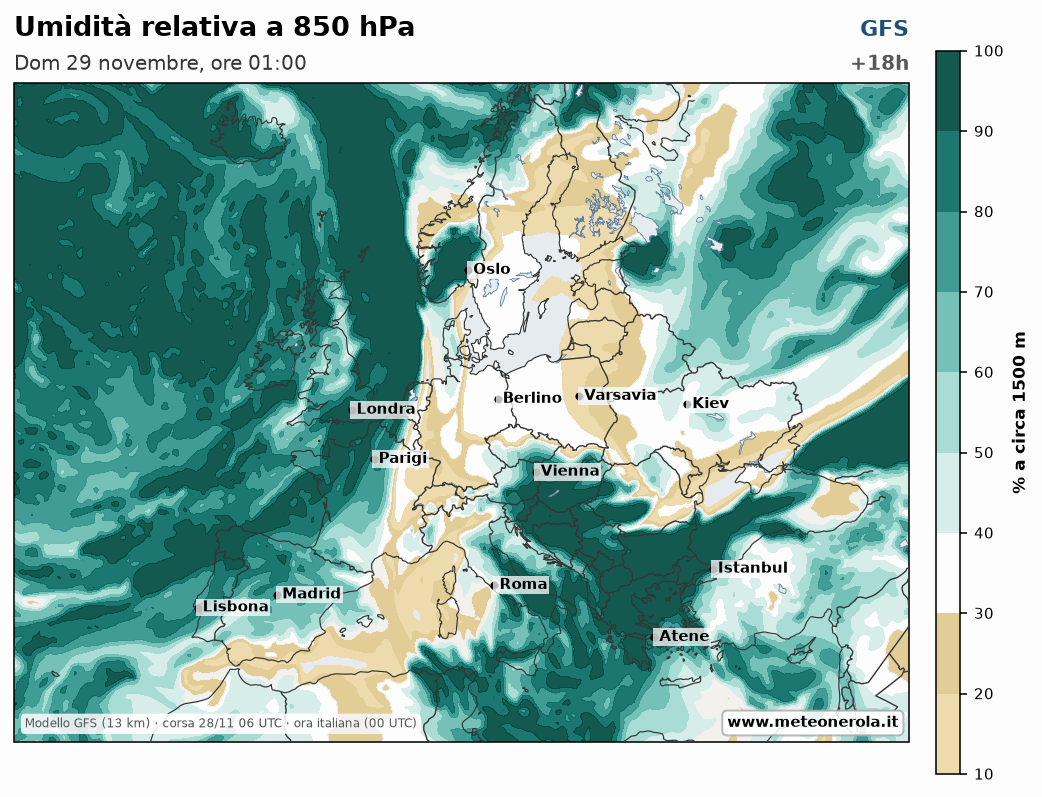 Umidità relativa a 850 hPa
GFS
Dom 29 novembre, ore 01:00
+18h
100
90
80
70
60
50
40
30
20
10
% a circa 1500 m
Oslo
Berlino
Varsavia
Kiev
Londra
Parigi
Vienna
Istanbul
Roma
Madrid
Lisbona
Atene
Modello GFS (13 km) · corsa 28/11 06 UTC · ora italiana (00 UTC)
www.meteonerola.it